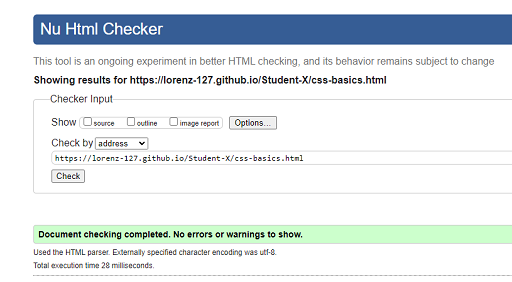 Nu Html Checker
This tool is an ongoing experiment in better HTML checking, and its behavior remains subject to change
Showing results for https://lorenz-127.github.io/Student-X/css-basics.html
Checker Input
Show source outline image report Options...
Check by address
https://lorenz-127.github.io/Student-X/css-basics.html
Check
Document checking completed. No errors or warnings to show.
Used the HTML parser. Externally specified character encoding was utf-8.
Total execution time 28 milliseconds.